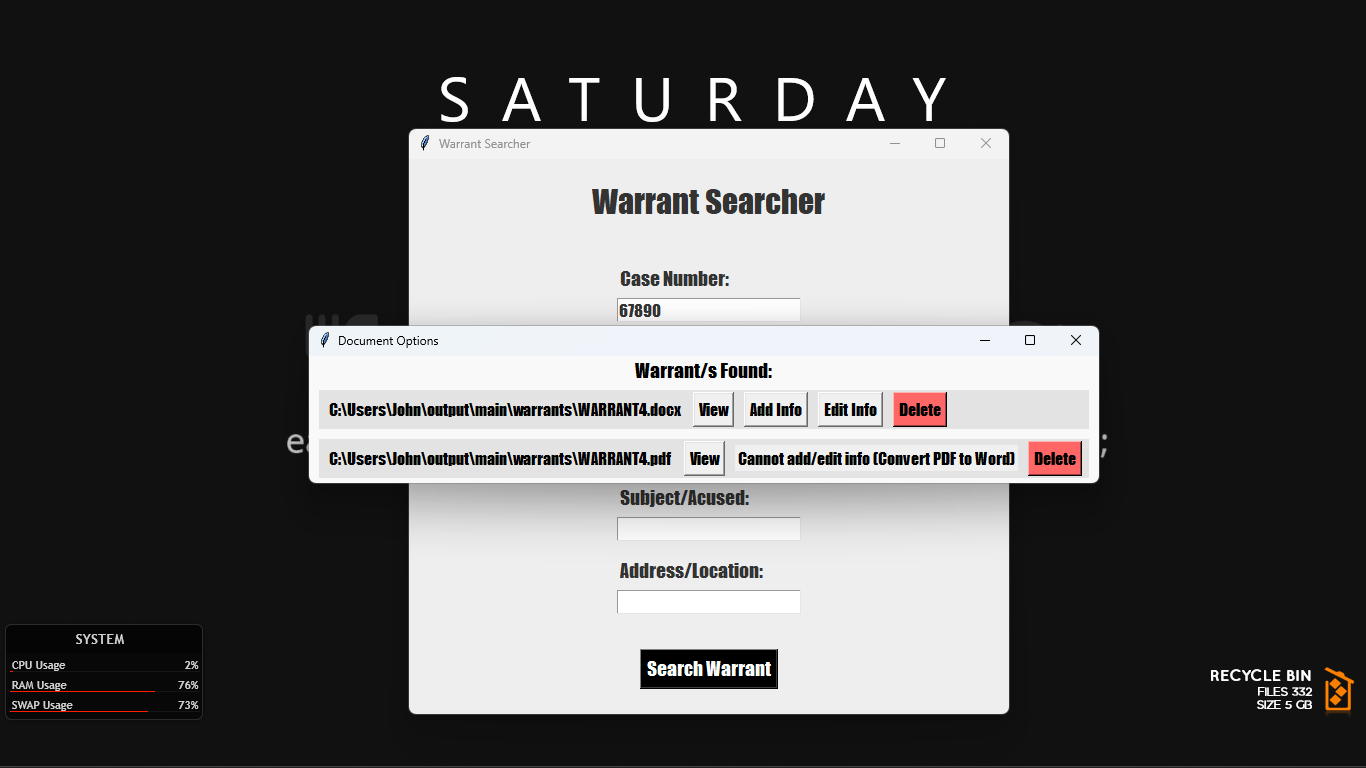 SATURDAY
Warrant Searcher
Warrant Searcher
Case Number:
67890
Document Options
Warrant/s Found:
C:\Users\John\output\main\warrants\WARRANT4.docx View Add Info Edit Info Delete
C:\Users\John\output\main\warrants\WARRANT4.pdf View Cannot add/edit info (Convert PDF to Word) Delete
Subject/Acused:
Address/Location:
Search Warrant
SYSTEM
CPU Usage 2%
RAM Usage 76%
SWAP Usage 73%
RECYCLE BIN
FILES 332
SIZE 5 GB